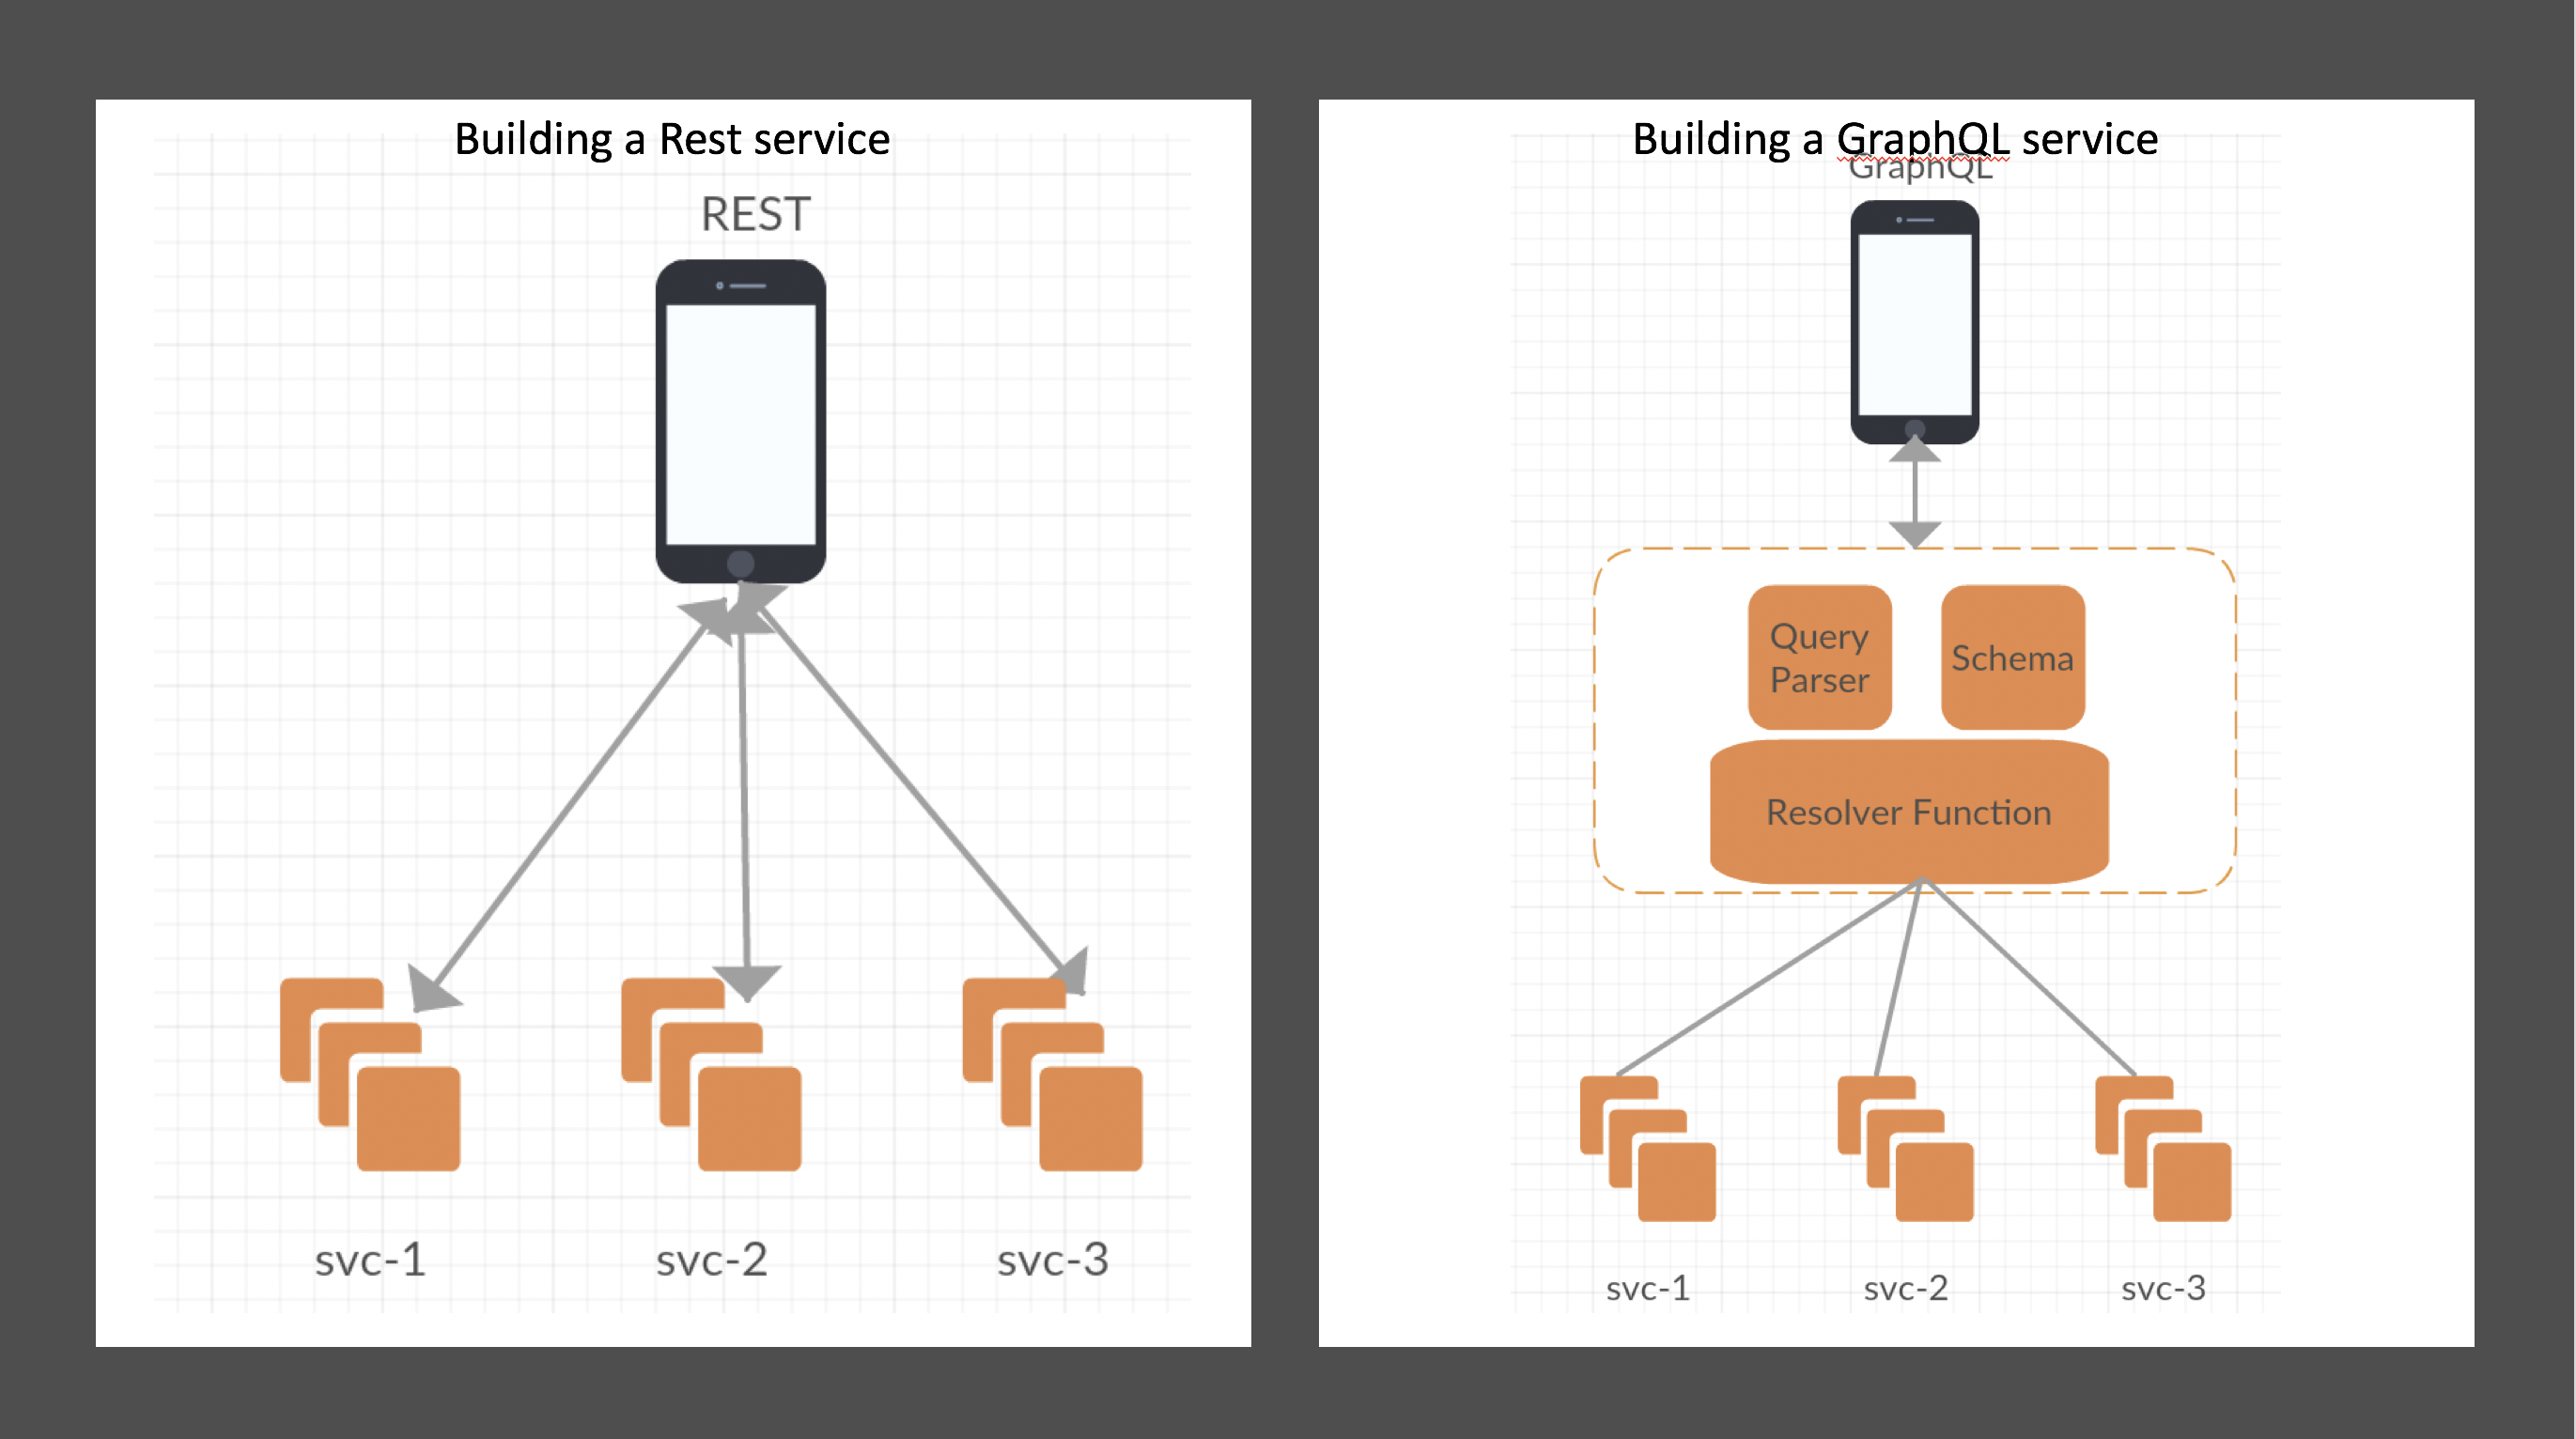 Building a Rest service
REST
svc-1
svc-2
svc-3
Building a GraphQL service
GraphQL
Query
Parser
Schema
Resolver Function
svc-1
svc-2
svc-3